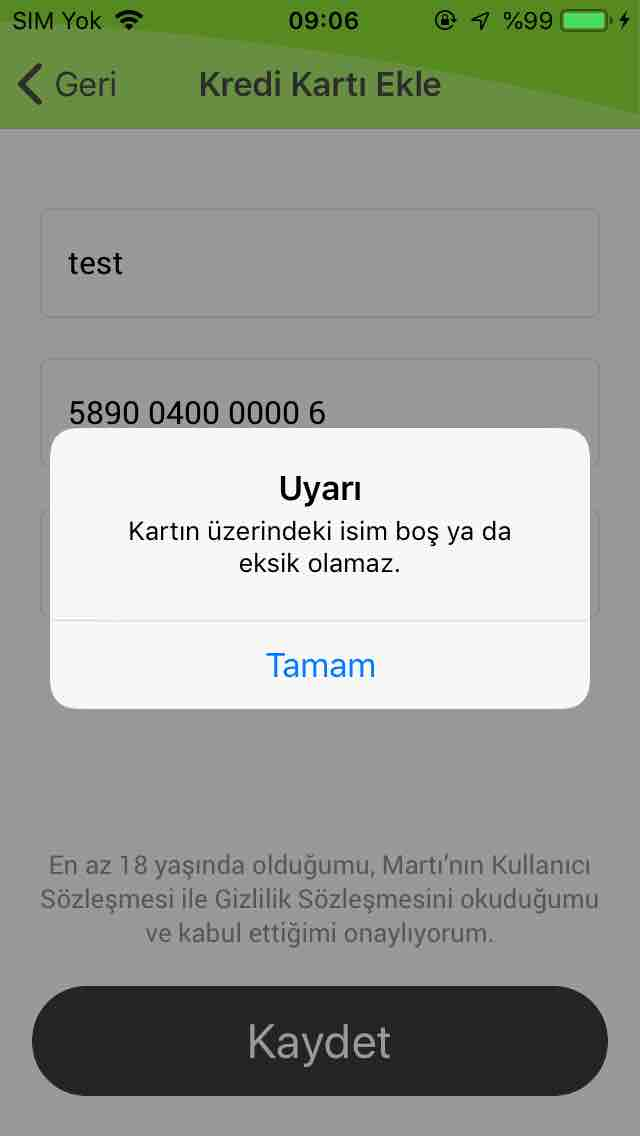 SIM Yok 09:06 %99
Geri Kredi Kartı Ekle
test
5890 0400 0000 6
Uyarı
Kartın üzerindeki isim boş ya da
eksik olamaz.
Tamam
En az 18 yaşında olduğumu, Martı'nın Kullanıcı
Sözleşmesi ile Gizlilik Sözleşmesini okuduğumu
ve kabul ettiğimi onaylıyorum.
Kaydet